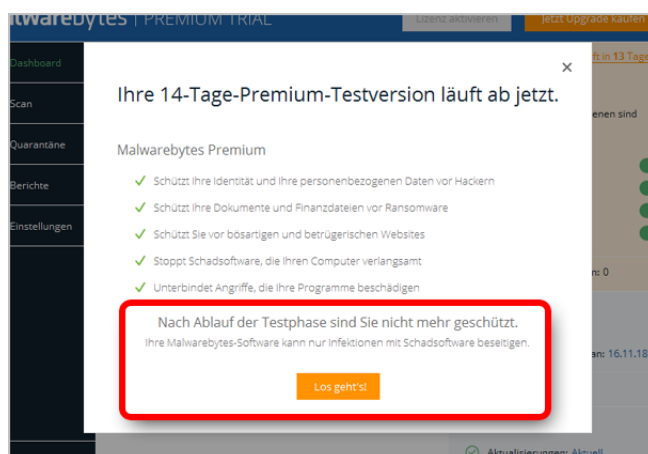 PREMIUM TRIAL
Lizenz aktivieren
Jetzt Upgrade kaufen
Dashboard
ft in 13 Tage
Ihre 14-Tage-Premium-Testversion läuft ab jetzt.
Scan
enen sind
Quarantäne
Malwarebytes Premium
Schützt Ihre Identität und Ihre personenbezogenen Daten vor Hackern
Berichte
Schützt Ihre Dokumente und Finanzdateien vor Ransomware
Einstellungen
Schützt Sie vor bösartigen und betrügerischen Websites
Stoppt Schadsoftware, die Ihren Computer verlangsamt
n: 0
Unterbindet Angriffe, die Ihre Programme beschädigen
Nach Ablauf der Testphase sind Sie nicht mehr geschützt.
Ihre Malwarebytes-Software kann nur Infektionen mit Schadsoftware beseitigen.
an: 16.11.18
Los geht's!
Aktualisierungen: Aktuell